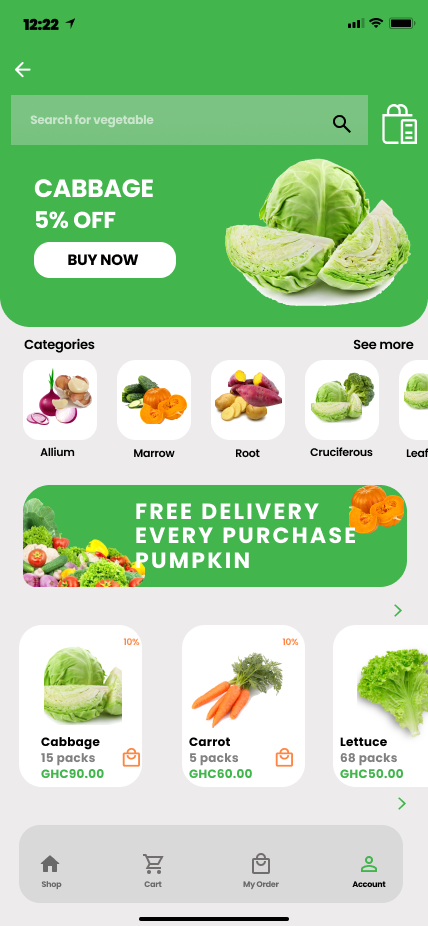 12:22
Search for vegetable
CABBAGE
5% OFF
BUY NOW
Categories
See more
Allium
Marrow
Root
Cruciferous
Leaf
FREE DELIVERY
EVERY PURCHASE
PUMPKIN
10%
Cabbage
15 packs
GHC90.00
10%
Carrot
5 packs
GHC60.00
Lettuce
68 packs
GHC50.00
Shop
Cart
My Order
Account